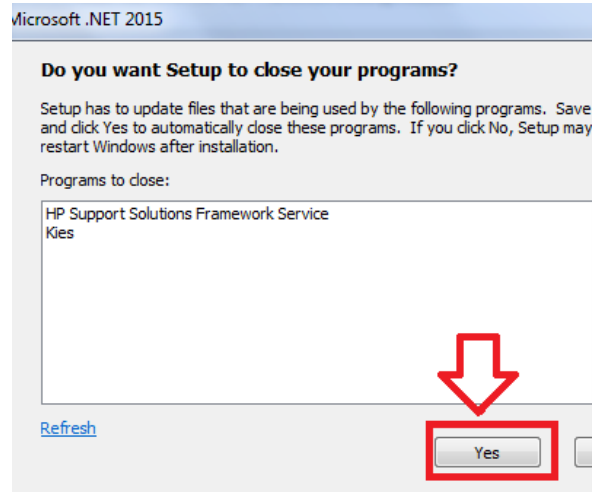 Microsoft .NET 2015
Do you want Setup to close your programs?
Setup has to update files that are being used by the following programs. Save
and click Yes to automatically close these programs. If you click No, Setup may
restart Windows after installation.
Programs to close:
HP Support Solutions Framework Service
Kies
Refresh
Yes